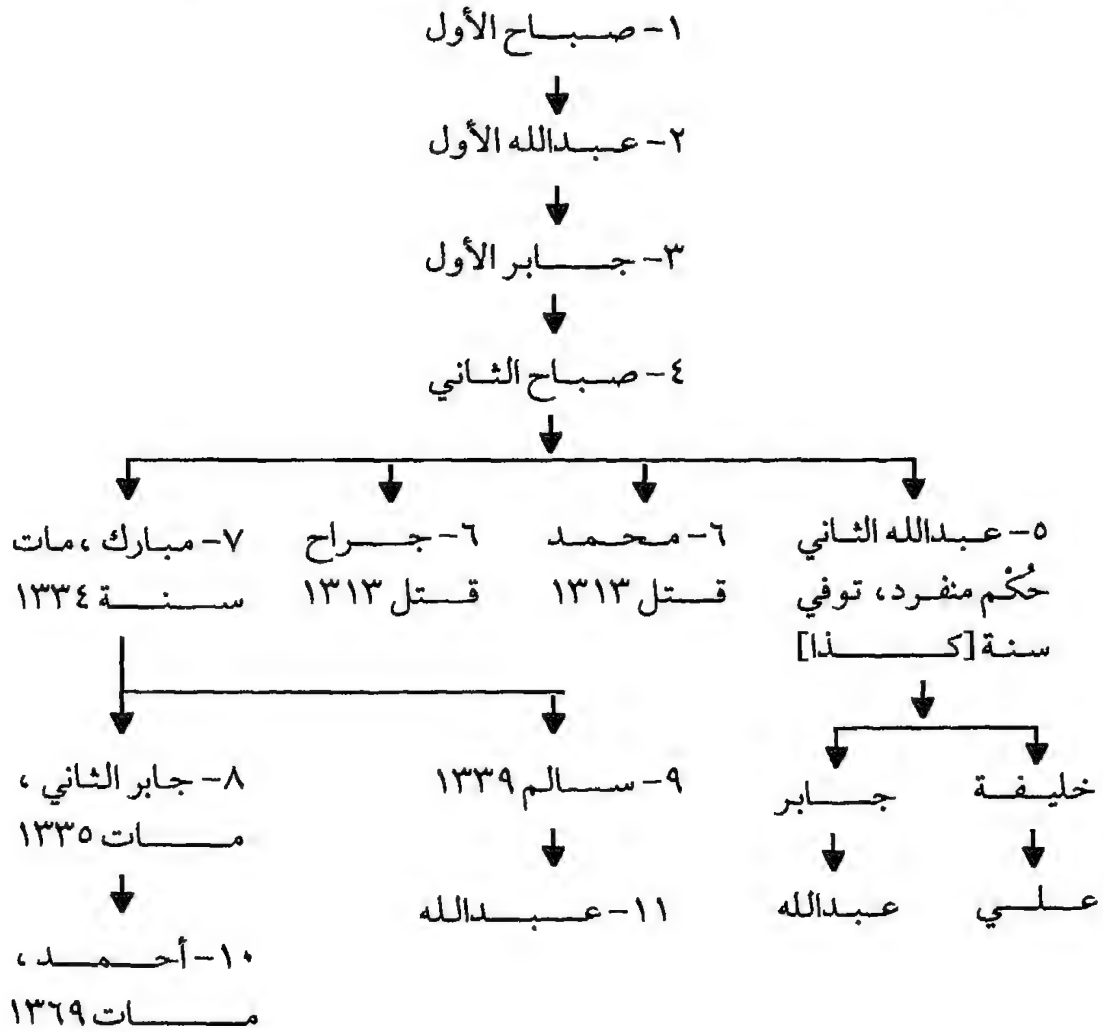 ١- صباح الأول
٢- عبدالله الأول
٣- جابر الأول
٤- صباح الثاني
٥- عبدالله الثاني
حُكْم منفرد، توفي
سنة [كذا]
٦- محمد
قتل ١٣١٣
٦- جراح
قتل ١٣١٣
٧- مبارك، مات
سنة ١٣٣٤
خليفة
جابر
٩- سالم ١٣٣٩
٨- جابر الثاني،
مات ١٣٣٥
علي
عبدالله
١١- عبدالله
١٠- أحمد،
مات ١٣٦٩